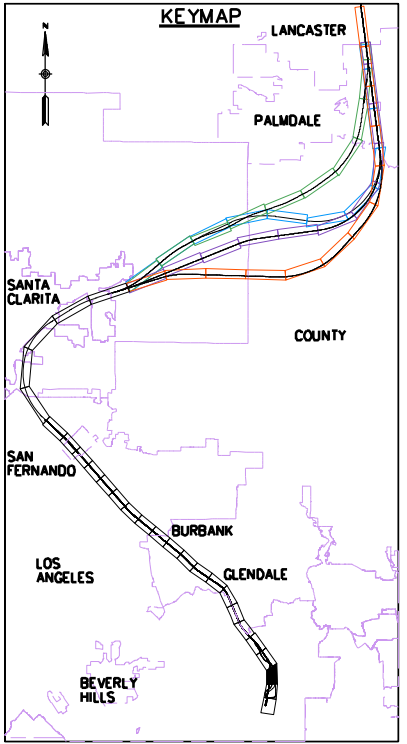 KEYMAP
N
LANCASTER
PALMDALE
SANTA
CLARITA
COUNTY
SAN
FERNANDO
BURBANK
LOS
ANGELES
GLENDALE
BEVERLY
HILLS